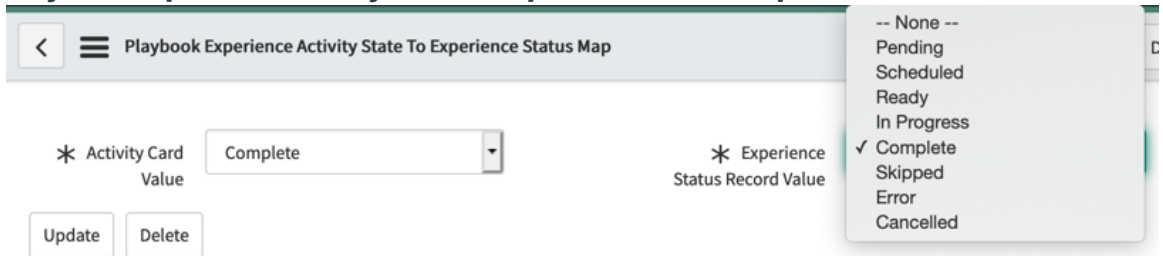 Playbook Experience Activity State To Experience Status Map
D
-- None --
Pending
Scheduled
Ready
In Progress
✓ Complete
Skipped
Error
Cancelled
* Activity Card
Value
Complete
* Experience
Status Record Value
Update
Delete